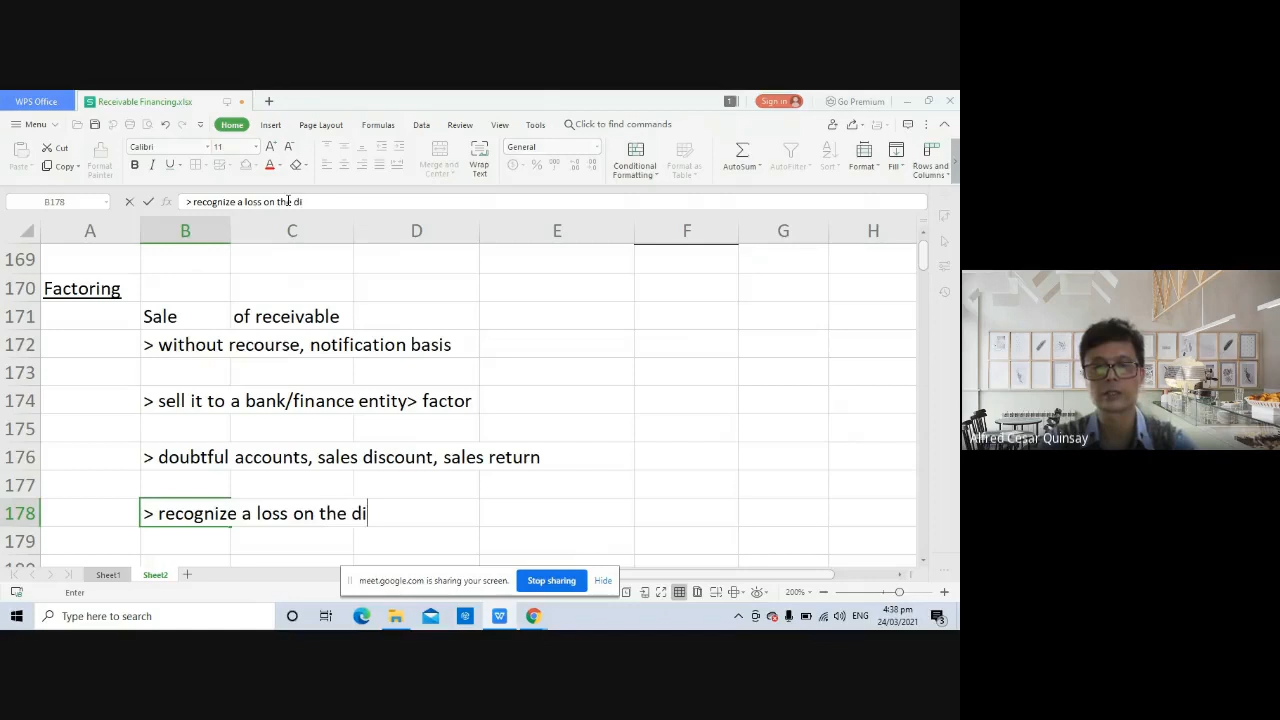 WPS Office
Receivable Financing.xlsx
1
Sign in
Go Premium
Menu
Home
Insert
Page Layout
Formulas
Data
Review
View
Tools
Click to find commands
Paste
Cut
Copy
Format Painter
Calibri
11
B I U
Merge and Center
Wrap Text
General
Conditional Formatting
Format as Table
AutoSum
AutoFilter
Sort
Format
Fill
Rows and Columns
B178
fx
> recognize a loss on the di
A B C D E F G H
169
170 Factoring
171 Sale of receivable
172 > without recourse, notification basis
173
174 > sell it to a bank/finance entity> factor
175
176 > doubtful accounts, sales discount, sales return
177
178 > recognize a loss on the di
179
Sheet1 Sheet2
meet.google.com is sharing your screen.
Stop sharing
Hide
Enter
200%
Type here to search
ENG
4:38 pm
24/03/2021
3
Alfred Cesar Quinsay